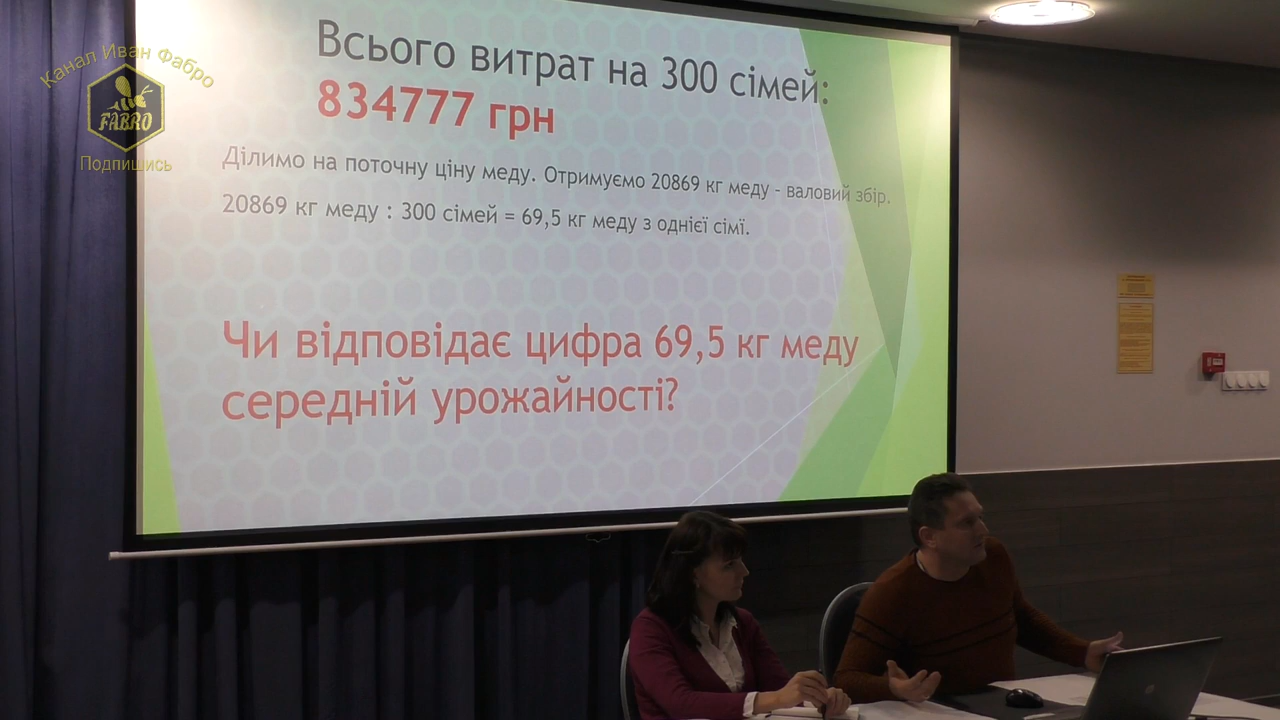 Канал Иван Фабро
FABRO
Подпишись
Всього витрат на 300 сімей:
834777 грн
Ділимо на поточну ціну меду. Отримуємо 20869 кг меду - валовий збір.
20869 кг меду : 300 сімей = 69,5 кг меду з однієї сімї.
Чи відповідає цифра 69,5 кг меду
середній урожайності?